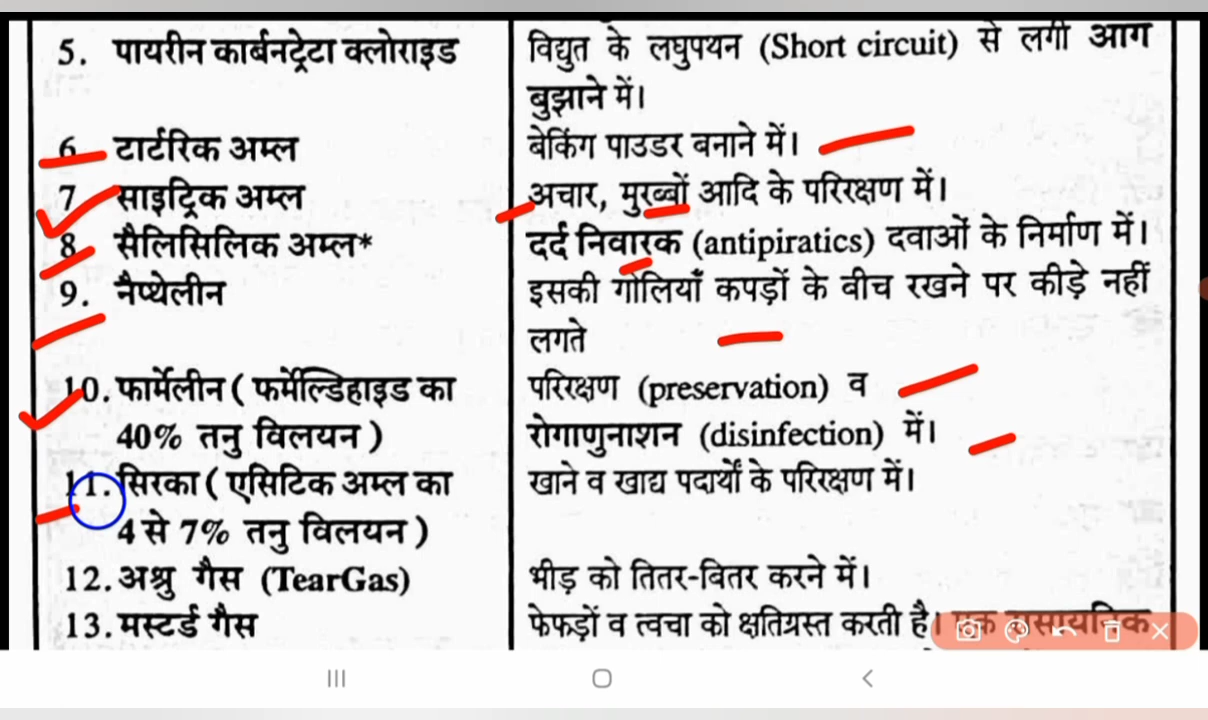 5. पायरीन कार्बनट्रेटा क्लोराइड
विद्युत के लघुपथन (Short circuit) से लगी आग
बुझाने में।
6. टार्टरिक अम्ल
बेकिंग पाउडर बनाने में।
7 साइट्रिक अम्ल
अचार, मुरब्बों आदि के परिरक्षण में।
8. सैलिसिलिक अम्ल*
दर्द निवारक (antipiratics) दवाओं के निर्माण में।
9. नैप्थेलीन
इसकी गोलियाँ कपड़ों के बीच रखने पर कीड़े नहीं
लगते
10. फार्मेलीन ( फर्मेल्डिहाइड का
40% तनु विलयन )
परिरक्षण (preservation) व
रोगाणुनाशन (disinfection) में।
11. सिरका ( एसिटिक अम्ल का
4 से 7% तनु विलयन )
खाने व खाद्य पदार्थों के परिरक्षण में।
12. अश्रु गैस (TearGas)
भीड़ को तितर-बितर करने में।
13. मस्टर्ड गैस
फेफड़ों व त्वचा को क्षतिग्रस्त करती है। एक रासायनिक